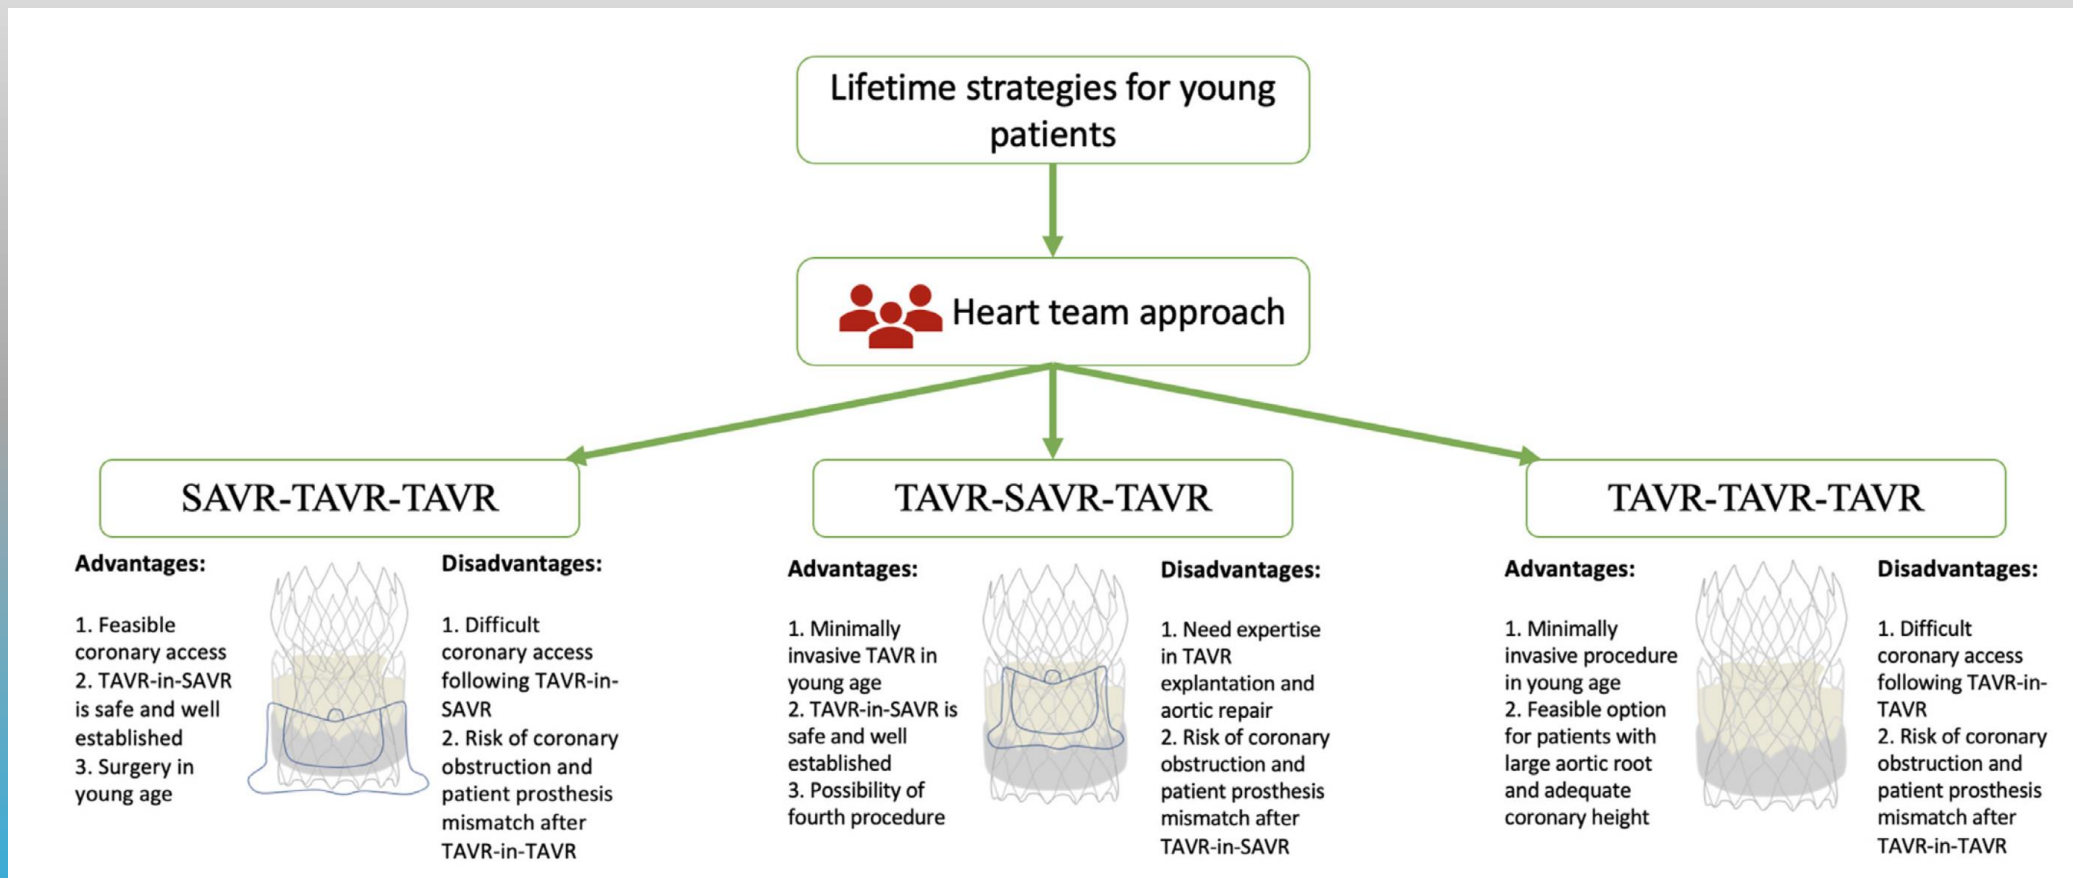 Lifetime strategies for young
patients
Heart team approach
SAVR-TAVR-TAVR
Advantages:
1. Feasible
coronary access
2. TAVR-in-SAVR
is safe and well
established
3. Surgery in
young age
Disadvantages:
1. Difficult
coronary access
following TAVR-in-
SAVR
2. Risk of coronary
obstruction and
patient prosthesis
mismatch after
TAVR-in-TAVR
TAVR-SAVR-TAVR
Advantages:
1. Minimally
invasive TAVR in
young age
2. TAVR-in-SAVR is
safe and well
established
3. Possibility of
fourth procedure
Disadvantages:
1. Need expertise
in TAVR
explantation and
aortic repair
2. Risk of coronary
obstruction and
patient prosthesis
mismatch after
TAVR-in-SAVR
TAVR-TAVR-TAVR
Advantages:
1. Minimally
invasive procedure
in young age
2. Feasible option
for patients with
large aortic root
and adequate
coronary height
Disadvantages:
1. Difficult
coronary access
following TAVR-in-
TAVR
2. Risk of coronary
obstruction and
patient prosthesis
mismatch after
TAVR-in-TAVR